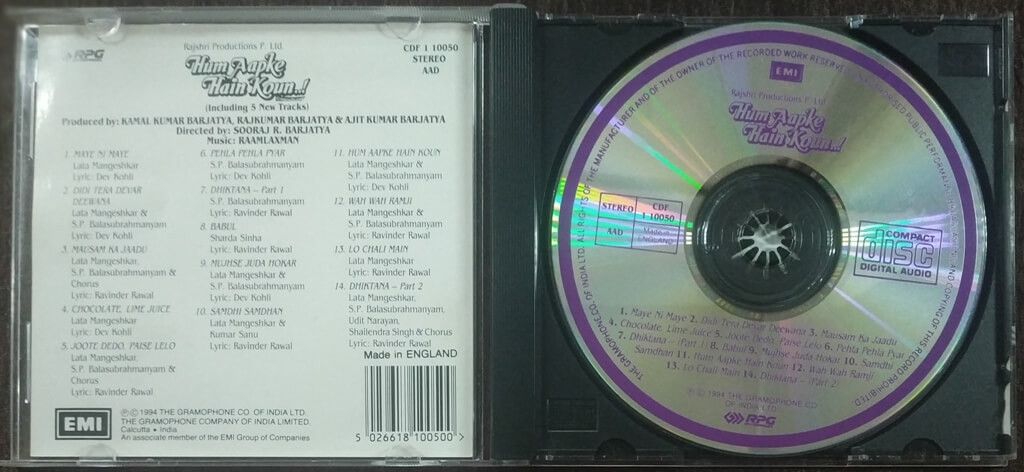 RPG
Rajshri Productions P. Ltd.
CDF 1 10050
STEREO
AAD
Hum Aapke
Hain Koun..!
(Including 5 New Tracks)
Produced by: KAMAL KUMAR BARJATYA, RAJKUMAR BARJATYA & AJIT KUMAR BARJATYA
Directed by: SOORAJ R. BARJATYA
Music: RAAMLAXMAN
1. MAYE NI MAYE
Lata Mangeshkar
Lyric: Dev Kohli
2. DIDI TERA DEVAR
DEEWANA
Lata Mangeshkar &
S.P. Balasubrahmanyam
Lyric: Dev Kohli
3. MAUSAM KA JAADU
Lata Mangeshkar,
S.P. Balasubrahmanyam &
Chorus
Lyric: Ravinder Rawal
4. CHOCOLATE, LIME JUICE
Lata Mangeshkar
Lyric: Dev Kohli
5. JOOTE DEDO, PAISE LELO
Lata Mangeshkar,
S.P. Balasubrahmanyam &
Chorus
Lyric: Ravinder Rawal
6. PEHLA PEHLA PYAR
S.P. Balasubrahmanyam
Lyric: Dev Kohli
7. DHIKTANA – Part 1
S.P. Balasubrahmanyam
Lyric: Ravinder Rawal
8. BABUL
Sharda Sinha
Lyric: Ravinder Rawal
9. MUJHSE JUDA HOKAR
Lata Mangeshkar &
S.P. Balasubrahmanyam
Lyric: Dev Kohli
10. SAMDHI SAMDHAN
Lata Mangeshkar &
Kumar Sanu
Lyric: Ravinder Rawal
11. HUM AAPKE HAIN KOUN
Lata Mangeshkar &
S.P. Balasubrahmanyam
Lyric: Dev Kohli
12. WAH WAH RAMJI
Lata Mangeshkar &
S.P. Balasubrahmanyam
Lyric: Ravinder Rawal
13. LO CHALI MAIN
Lata Mangeshkar
Lyric: Ravinder Rawal
14. DHIKTANA – Part 2
Lata Mangeshkar,
S.P. Balasubrahmanyam,
Udit Narayan,
Shailendra Singh & Chorus
Lyric: Ravinder Rawal
Made in ENGLAND
EMI
℗© 1994 THE GRAMOPHONE CO. OF INDIA LTD.
THE GRAMOPHONE COMPANY OF INDIA LIMITED
Calcutta • India
An associate member of the EMI Group of Companies
5 026618 100500 >
THE GRAMOPHONE CO. OF INDIA LTD. ALL RIGHTS OF THE MANUFACTURER AND OF THE OWNER OF THE RECORDED WORK RESERVED
PUBLIC PERFORMANCE
AND COPYING OF THIS RECORD PROHIBITED
EMI
Rajshri Productions P. Ltd.
Hum Aapke
Hain Koun..!
STEREO
CDF
1 10050
AAD
ENGLAND
COMPACT
disc
DIGITAL AUDIO
1. Maye Ni Maye 2. Didi Tera Devar Deewana 3. Mausam Ka Jaadu
4. Chocolate, Lime Juice 5. Joote Dedo, Paise Lelo 6. Pehla Pehla Pyar
7. Dhiktana – (Part 1) 8. Babul 9. Mujhse Juda Hokar 10. Samdhi
Samdhan 11. Hum Aapke Hain Koun 12. Wah Wah Ramji
13. Lo Chali Main 14. Dhiktana – (Part 2)
℗© 1994 THE GRAMOPHONE CO.
OF INDIA LTD.
RPG